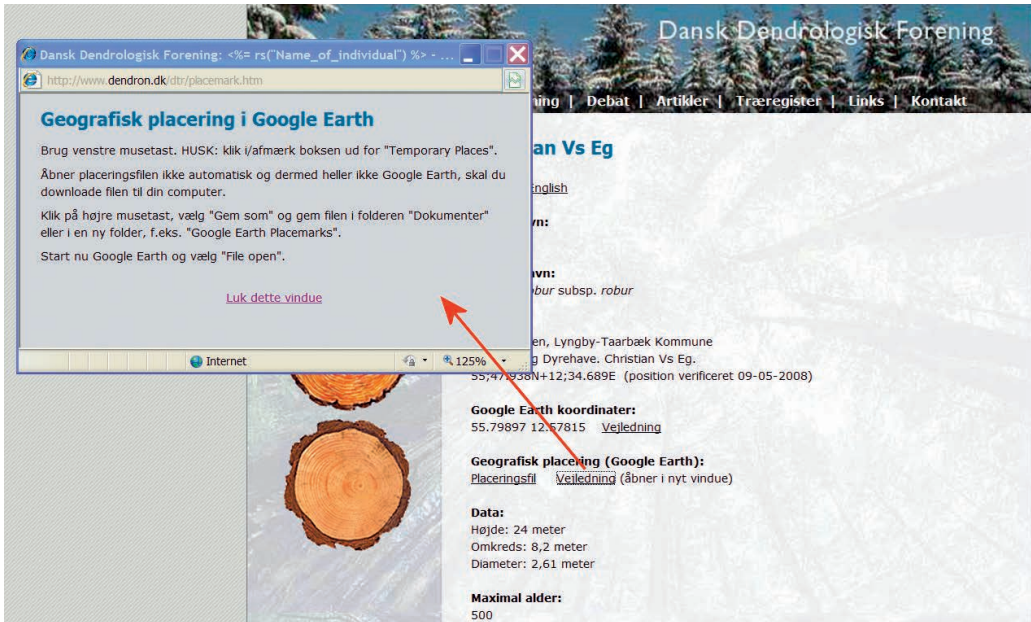 Dansk Dendrologisk Forening
Dansk Dendrologisk Forening: <%= rs("Name_of_individual") %> - ...
http://www.dendron.dk/dtr/placemark.htm
Geografisk placering i Google Earth
Brug venstre musetast. HUSK: klik i/afmærk boksen ud for "Temporary Places".
Åbner placeringsfilen ikke automatisk og dermed heller ikke Google Earth, skal du
downloade filen til din computer.
Klik på højre musetast, vælg "Gem som" og gem filen i folderen "Dokumenter"
eller i en ny folder, f.eks. "Google Earth Placemarks".
Start nu Google Earth og vælg "File open".
Luk dette vindue
Internet
125%
ning | Debat | Artikler | Træregister | Links | Kontakt
an Vs Eg
English
vn:
avn:
obur subsp. robur
en, Lyngby-Taarbæk Kommune
g Dyrehave. Christian Vs Eg.
55;47.938N+12;34.689E (position verificeret 09-05-2008)
Google Earth koordinater:
55.79897 12.57815 Vejledning
Geografisk placering (Google Earth):
Placeringsfil Vejledning (åbner i nyt vindue)
Data:
Højde: 24 meter
Omkreds: 8,2 meter
Diameter: 2,61 meter
Maximal alder:
500